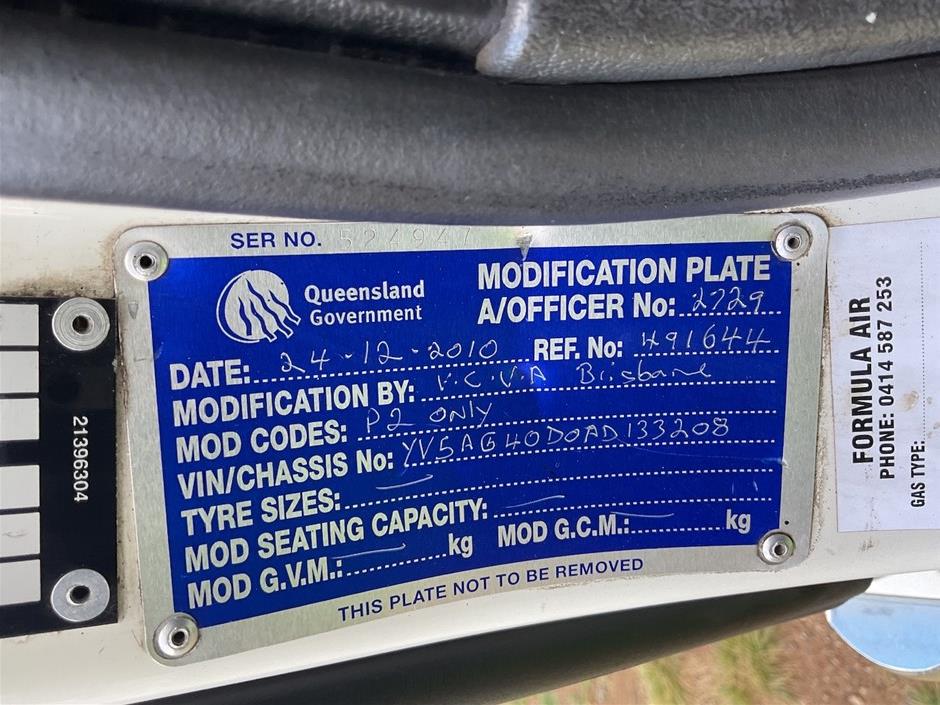 SER NO. 524947
Queensland
Government
MODIFICATION PLATE
A/OFFICER No: 2729
DATE: 24-12-2010 REF. No: 491644
MODIFICATION BY: V.C.V.A Brisbane
MOD CODES: P2 ONLY
VIN/CHASSIS No: YV5AG40D0AD133208
TYRE SIZES: —
MOD SEATING CAPACITY: —
MOD G.V.M.: — kg MOD G.C.M.: — kg
THIS PLATE NOT TO BE REMOVED
21396304
FORMULA AIR
PHONE: 0414 587 253
GAS TYPE: